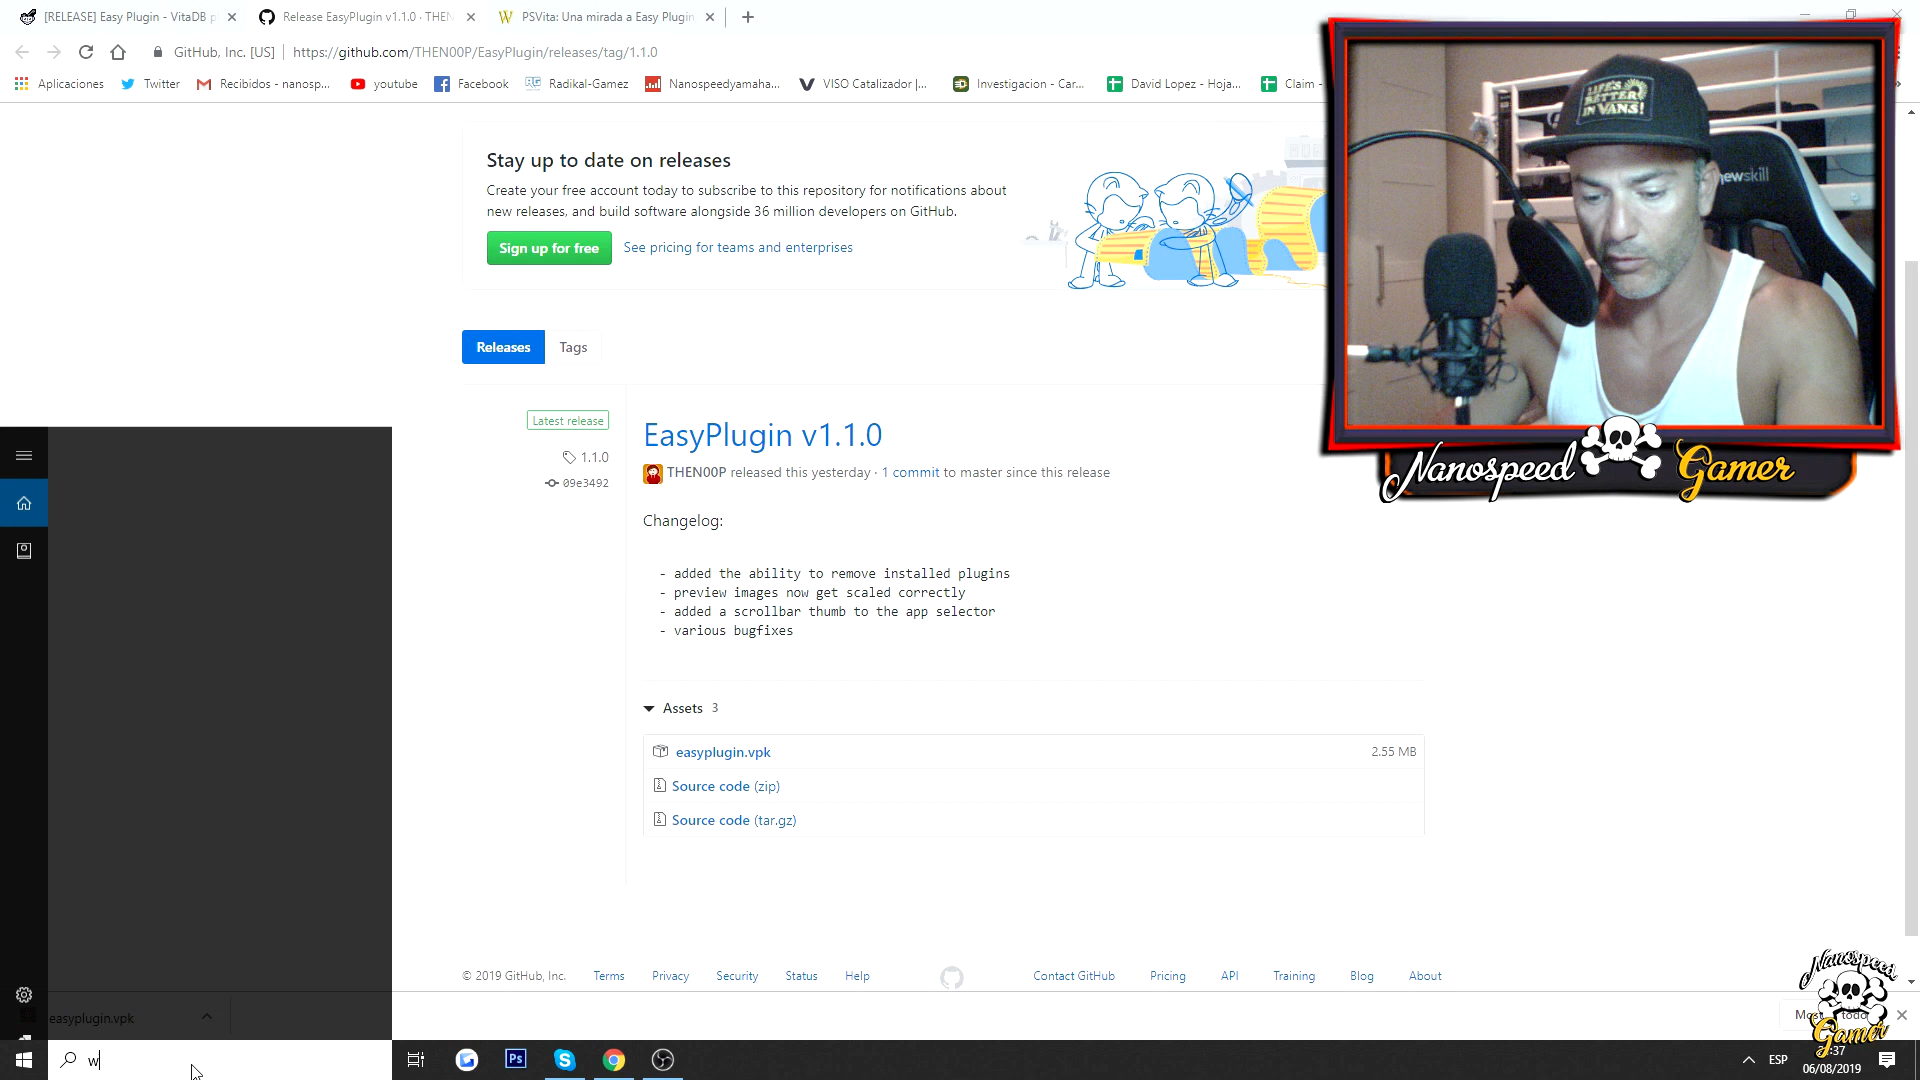 [RELEASE] Easy Plugin - VitaDB p
Release EasyPlugin v1.1.0 · THEN
PSVita: Una mirada a Easy Plugin
GitHub, Inc. [US]
https://github.com/THEN00P/EasyPlugin/releases/tag/1.1.0
Aplicaciones
Twitter
Recibidos - nanosp...
youtube
Facebook
Radikal-Gamez
Nanospeedyamaha...
VISO Catalizador |...
Investigacion - Car...
David Lopez - Hoja...
Claim -
Stay up to date on releases
Create your free account today to subscribe to this repository for notifications about
new releases, and build software alongside 36 million developers on GitHub.
Sign up for free
See pricing for teams and enterprises
LIFE'S
BETTER
IN VANS!
newskill
Releases
Tags
Latest release
1.1.0
09e3492
EasyPlugin v1.1.0
THEN00P released this yesterday · 1 commit to master since this release
Nanospeed Gamer
Changelog:
- added the ability to remove installed plugins
- preview images now get scaled correctly
- added a scrollbar thumb to the app selector
- various bugfixes
Assets 3
easyplugin.vpk
2.55 MB
Source code (zip)
Source code (tar.gz)
© 2019 GitHub, Inc.
Terms
Privacy
Security
Status
Help
Contact GitHub
Pricing
API
Training
Blog
About
Nanospeed
Gamer
easyplugin.vpk
todo
w
Ps
ESP
:37
06/08/2019